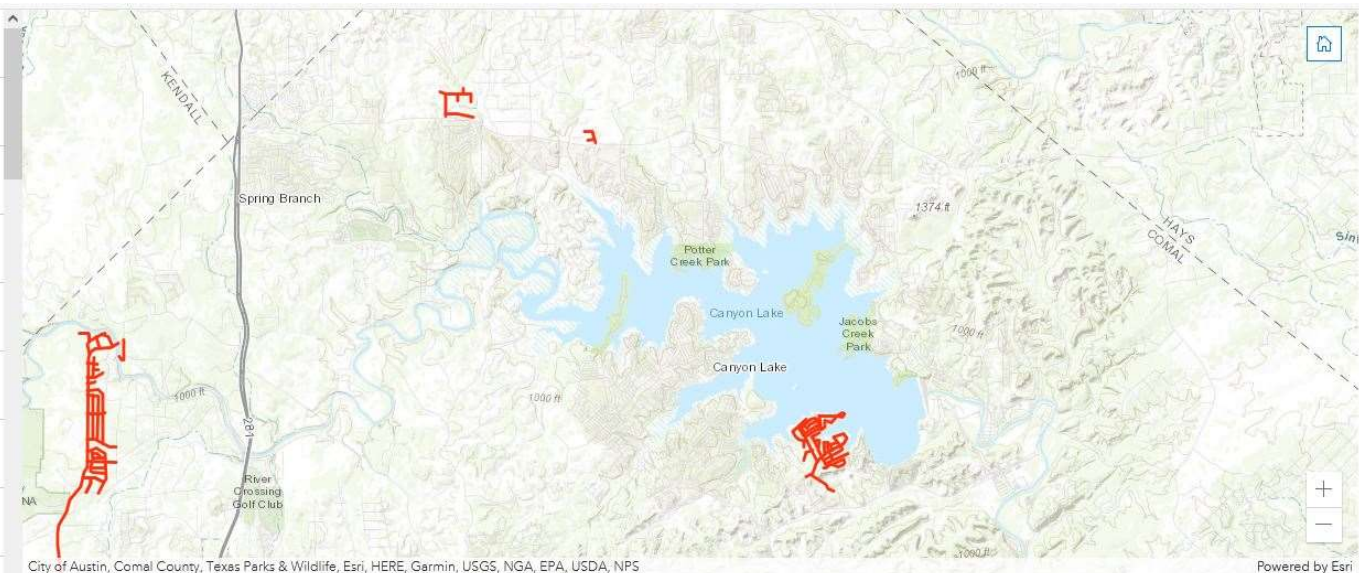 KENDALL
1000 ft
Spring Branch
1374 ft
HAYS
COMAL
Potter
Creek Park
Canyon Lake
Jacobs
Creek
Park
1000 ft
Canyon Lake
1000 ft
1000 ft
281
River
Crossing
Golf Club
NA
1000 ft
City of Austin, Comal County, Texas Parks & Wildlife, Esri, HERE, Garmin, USGS, NGA, EPA, USDA, NPS
Powered by Esri